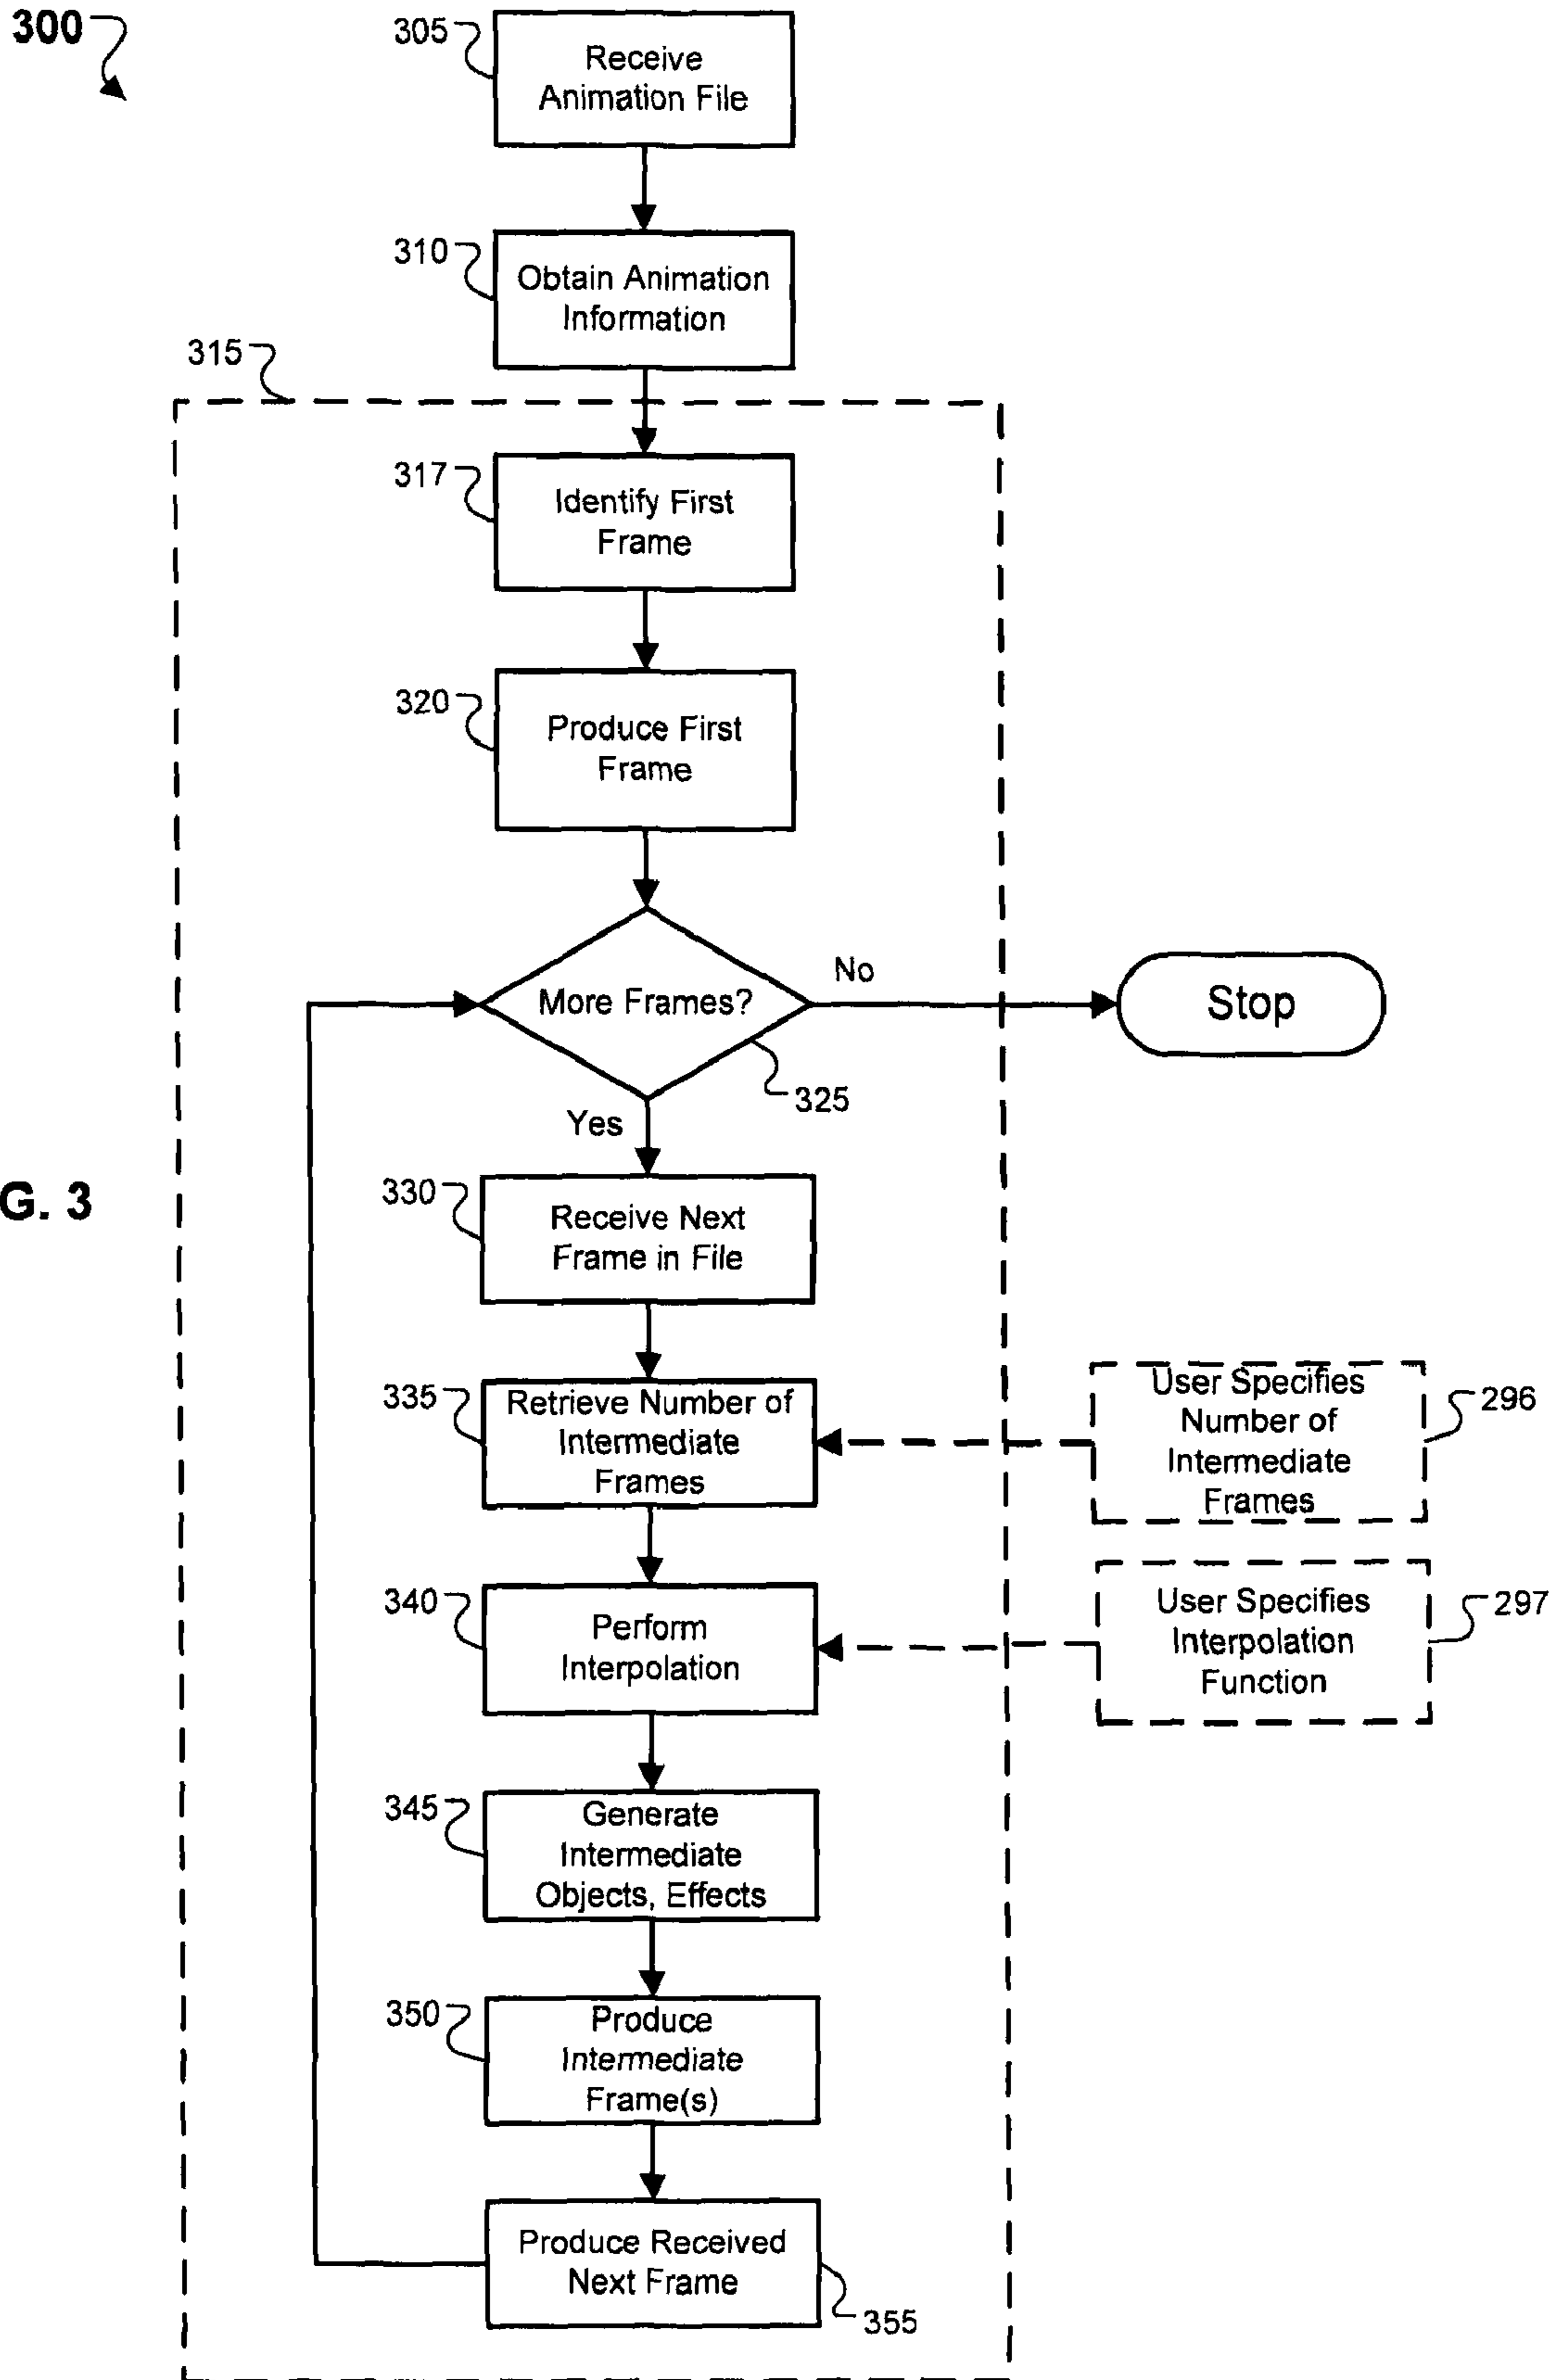 300
305
Receive
Animation File
310
Obtain Animation
Information
315
317
Identify First
Frame
320
Produce First
Frame
More Frames?
No
Stop
325
Yes
G. 3
330
Receive Next
Frame in File
335
Retrieve Number of
Intermediate
Frames
User Specifies
Number of
Intermediate
Frames
296
340
Perform
Interpolation
User Specifies
Interpolation
Function
297
345
Generate
Intermediate
Objects, Effects
350
Produce
Intermediate
Frame(s)
Produce Received
Next Frame
355